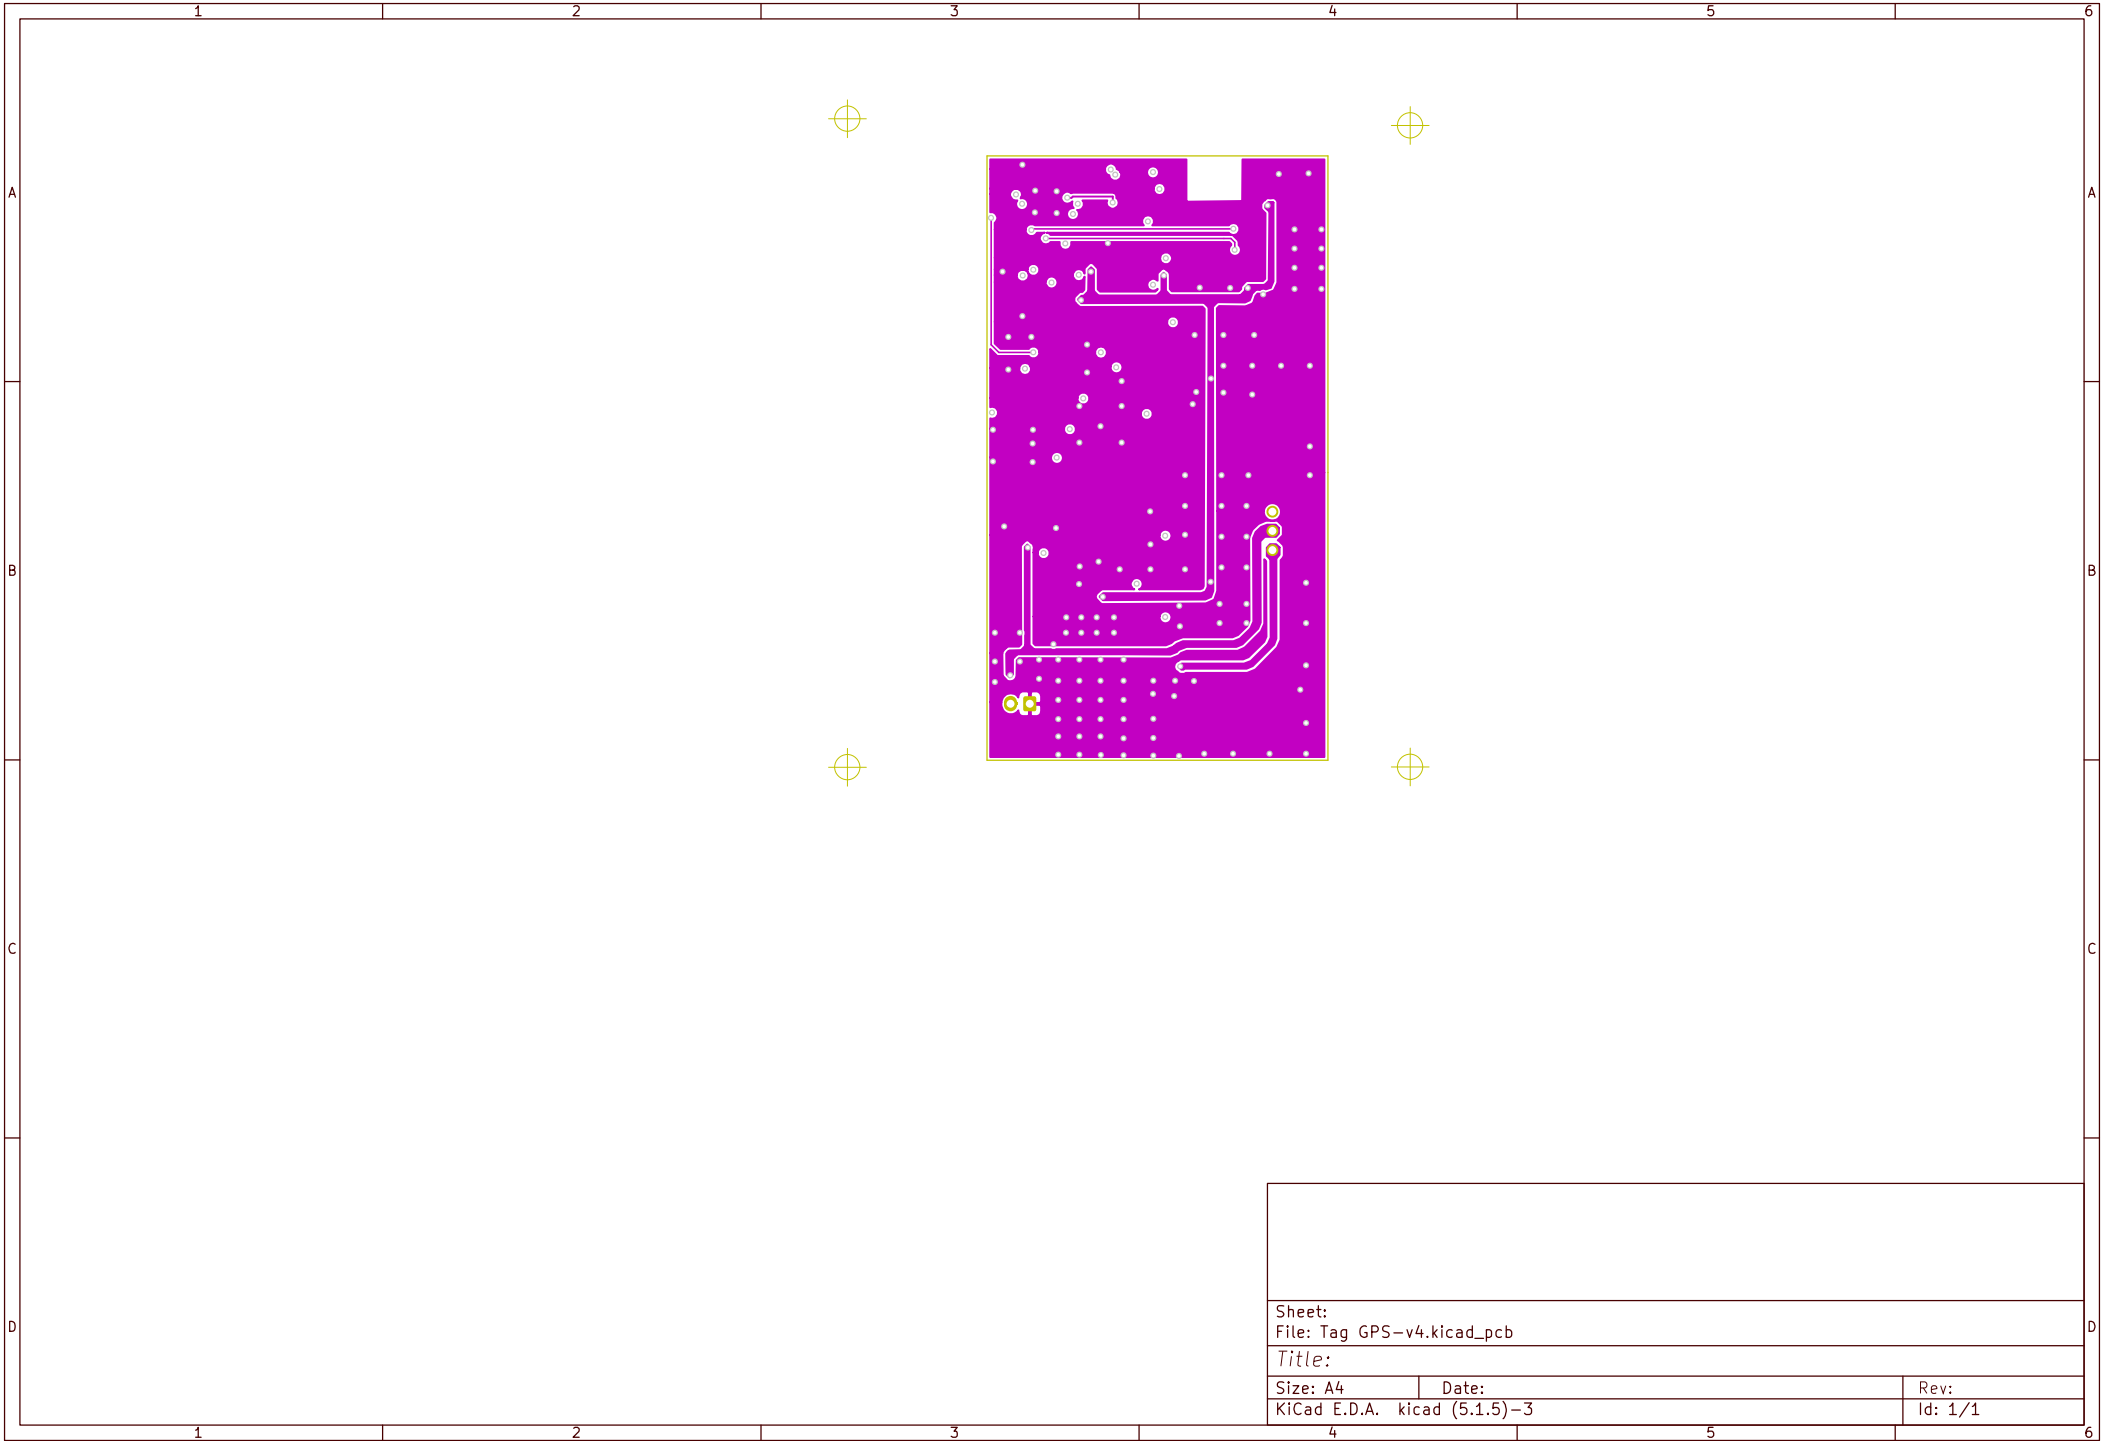 1 2 3 4 5 6
A A
B B
C C
D D
Sheet:
File: Tag GPS-v4.kicad_pcb
Title:
Size: A4 Date: Rev:
KiCad E.D.A. kicad (5.1.5)-3 Id: 1/1
1 2 3 4 5 6